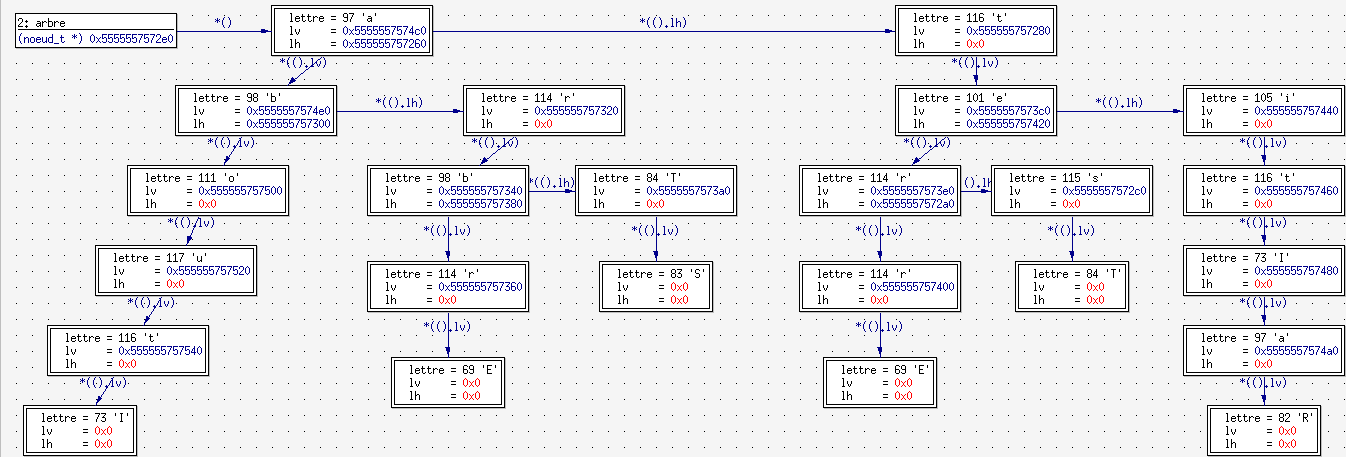 2: arbre
(noeud_t *) 0x5555557572e0
*()
lettre = 97 'a'
lv = 0x5555557574c0
lh = 0x555555757260
*(().lh)
lettre = 116 't'
lv = 0x555555757280
lh = 0x0
*(().lv)
*(().lv)
lettre = 98 'b'
lv = 0x5555557574e0
lh = 0x555555757300
*(().lh)
lettre = 114 'r'
lv = 0x555555757320
lh = 0x0
lettre = 101 'e'
lv = 0x5555557573c0
lh = 0x555555757420
*(().lh)
lettre = 105 'i'
lv = 0x555555757440
lh = 0x0
*(().lv)
*(().lv)
*(().lv)
*(().lv)
lettre = 111 'o'
lv = 0x555555757500
lh = 0x0
lettre = 98 'b'
lv = 0x555555757340
lh = 0x555555757380
*(().lh)
lettre = 84 'T'
lv = 0x5555557573a0
lh = 0x0
lettre = 114 'r'
lv = 0x5555557573e0
lh = 0x5555557572a0
().lh
lettre = 115 's'
lv = 0x5555557572c0
lh = 0x0
lettre = 116 't'
lv = 0x555555757460
lh = 0x0
*(().lv)
*(().lv)
*(().lv)
*(().lv)
*(().lv)
*(().lv)
lettre = 117 'u'
lv = 0x555555757520
lh = 0x0
lettre = 114 'r'
lv = 0x555555757360
lh = 0x0
lettre = 83 'S'
lv = 0x0
lh = 0x0
lettre = 114 'r'
lv = 0x555555757400
lh = 0x0
lettre = 84 'T'
lv = 0x0
lh = 0x0
lettre = 73 'I'
lv = 0x555555757480
lh = 0x0
*(().lv)
*(().lv)
*(().lv)
*(().lv)
lettre = 116 't'
lv = 0x555555757540
lh = 0x0
lettre = 69 'E'
lv = 0x0
lh = 0x0
lettre = 69 'E'
lv = 0x0
lh = 0x0
lettre = 97 'a'
lv = 0x5555557574a0
lh = 0x0
*(().lv)
*(().lv)
lettre = 73 'I'
lv = 0x0
lh = 0x0
lettre = 82 'R'
lv = 0x0
lh = 0x0